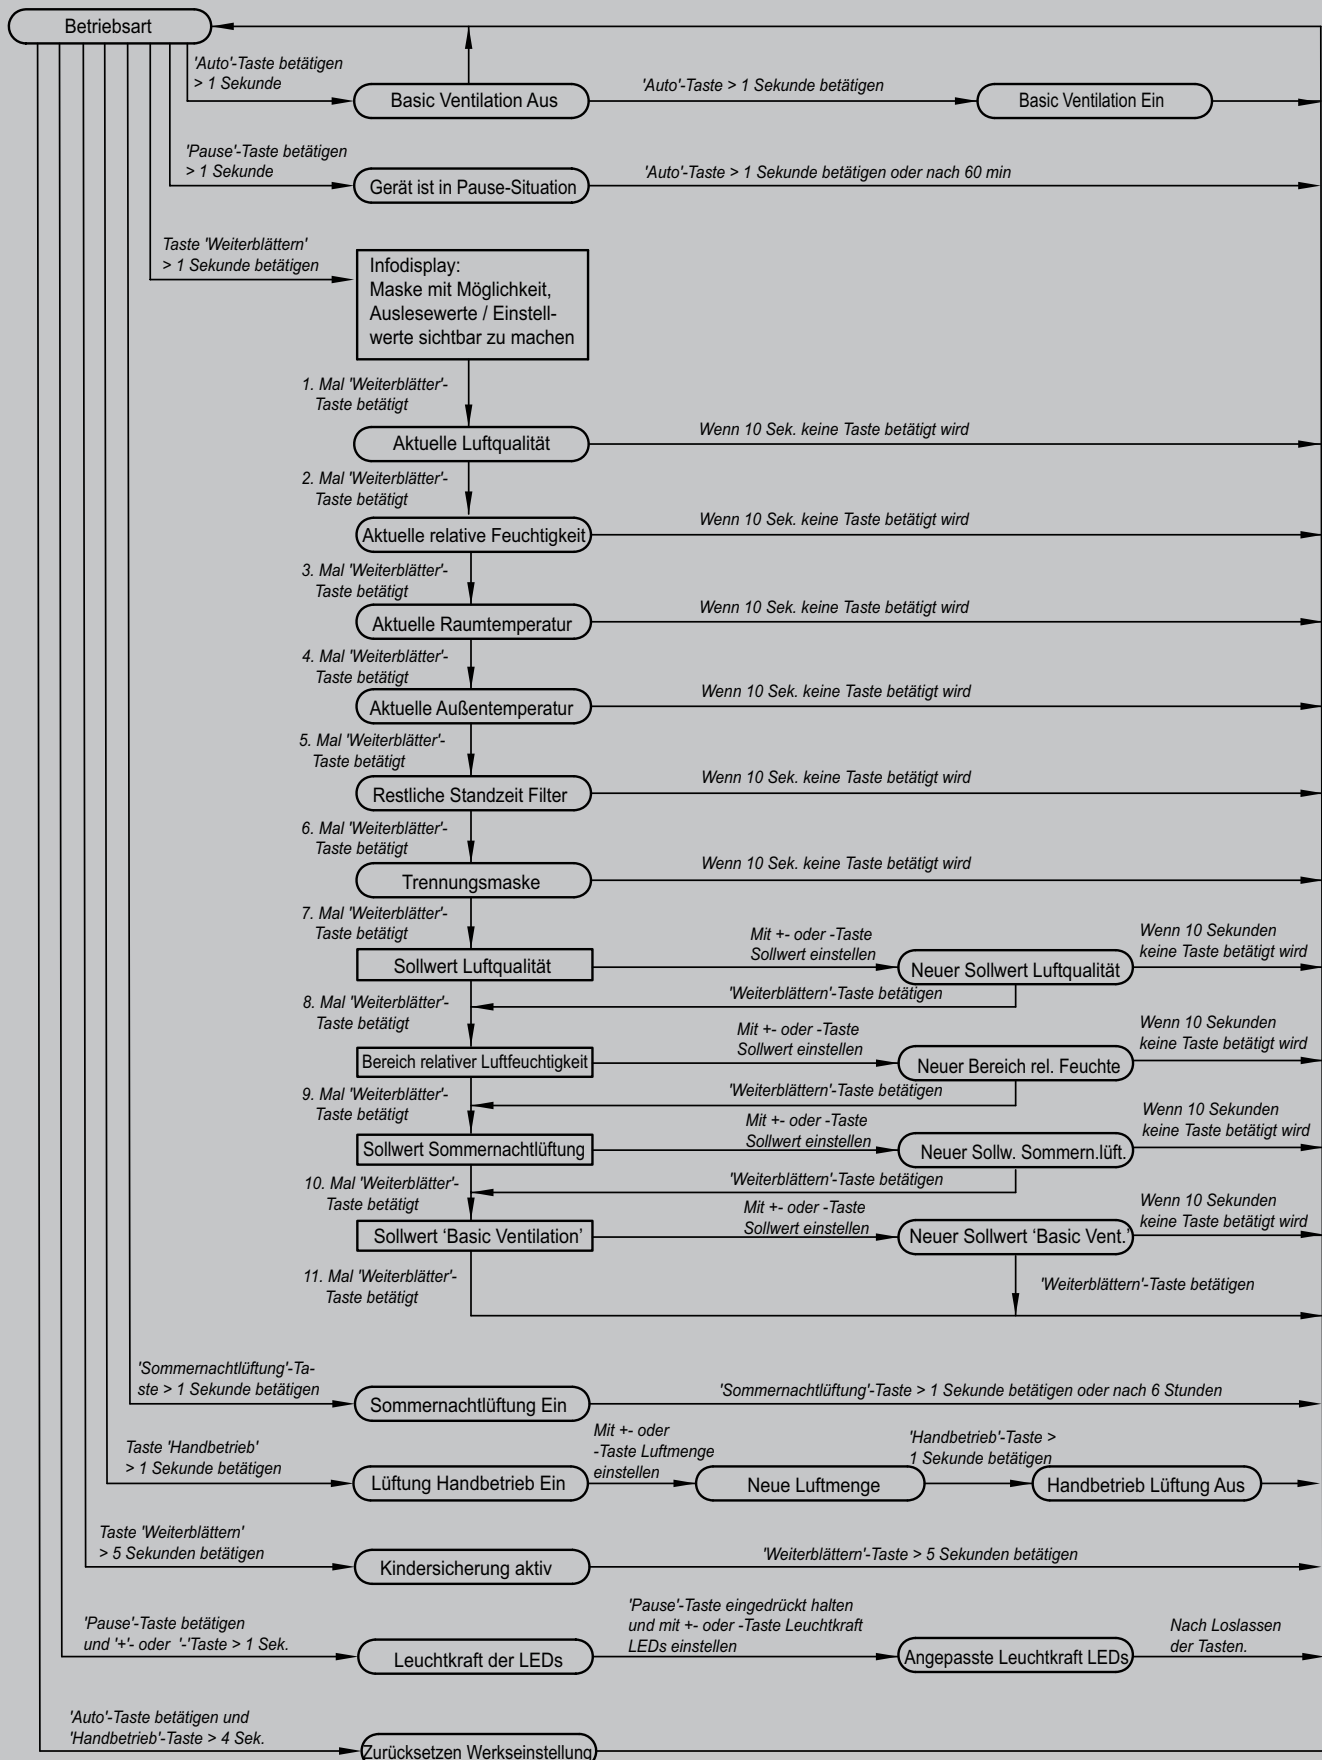 Betriebsart
'Auto'-Taste betätigen
> 1 Sekunde
Basic Ventilation Aus
'Auto'-Taste > 1 Sekunde betätigen
Basic Ventilation Ein
'Pause'-Taste betätigen
> 1 Sekunde
Gerät ist in Pause-Situation
'Auto'-Taste > 1 Sekunde betätigen oder nach 60 min
Taste 'Weiterblättern'
> 1 Sekunde betätigen
Infodisplay:
Maske mit Möglichkeit,
Auslesewerte / Einstell-
werte sichtbar zu machen
1. Mal 'Weiterblätter'-
Taste betätigt
Aktuelle Luftqualität
Wenn 10 Sek. keine Taste betätigt wird
2. Mal 'Weiterblätter'-
Taste betätigt
Aktuelle relative Feuchtigkeit
Wenn 10 Sek. keine Taste betätigt wird
3. Mal 'Weiterblätter'-
Taste betätigt
Aktuelle Raumtemperatur
Wenn 10 Sek. keine Taste betätigt wird
4. Mal 'Weiterblätter'-
Taste betätigt
Aktuelle Außentemperatur
Wenn 10 Sek. keine Taste betätigt wird
5. Mal 'Weiterblätter'-
Taste betätigt
Restliche Standzeit Filter
Wenn 10 Sek. keine Taste betätigt wird
6. Mal 'Weiterblätter'-
Taste betätigt
Trennungsmaske
Wenn 10 Sek. keine Taste betätigt wird
7. Mal 'Weiterblätter'-
Taste betätigt
Sollwert Luftqualität
Mit +- oder -Taste
Sollwert einstellen
Neuer Sollwert Luftqualität
Wenn 10 Sekunden
keine Taste betätigt wird
'Weiterblättern'-Taste betätigen
8. Mal 'Weiterblätter'-
Taste betätigt
Bereich relativer Luftfeuchtigkeit
Mit +- oder -Taste
Sollwert einstellen
Neuer Bereich rel. Feuchte
Wenn 10 Sekunden
keine Taste betätigt wird
'Weiterblättern'-Taste betätigen
9. Mal 'Weiterblätter'-
Taste betätigt
Sollwert Sommernachtlüftung
Mit +- oder -Taste
Sollwert einstellen
Neuer Sollw. Sommern.lüft.
Wenn 10 Sekunden
keine Taste betätigt wird
'Weiterblättern'-Taste betätigen
10. Mal 'Weiterblätter'-
Taste betätigt
Sollwert ‘Basic Ventilation’
Mit +- oder -Taste
Sollwert einstellen
Neuer Sollwert ‘Basic Vent.’
Wenn 10 Sekunden
keine Taste betätigt wird
11. Mal 'Weiterblätter'-
Taste betätigt
'Weiterblättern'-Taste betätigen
'Sommernachtlüftung'-Ta-
ste > 1 Sekunde betätigen
Sommernachtlüftung Ein
'Sommernachtlüftung'-Taste > 1 Sekunde betätigen oder nach 6 Stunden
Taste 'Handbetrieb'
> 1 Sekunde betätigen
Lüftung Handbetrieb Ein
Mit +- oder
-Taste Luftmenge
einstellen
Neue Luftmenge
'Handbetrieb'-Taste >
1 Sekunde betätigen
Handbetrieb Lüftung Aus
Taste 'Weiterblättern'
> 5 Sekunden betätigen
Kindersicherung aktiv
'Weiterblättern'-Taste > 5 Sekunden betätigen
'Pause'-Taste betätigen
und '+'- oder '-'Taste > 1 Sek.
Leuchtkraft der LEDs
'Pause'-Taste eingedrückt halten
und mit +- oder -Taste Leuchtkraft
LEDs einstellen
Angepasste Leuchtkraft LEDs
Nach Loslassen
der Tasten.
'Auto'-Taste betätigen und
'Handbetrieb'-Taste > 4 Sek.
Zurücksetzen Werkseinstellung